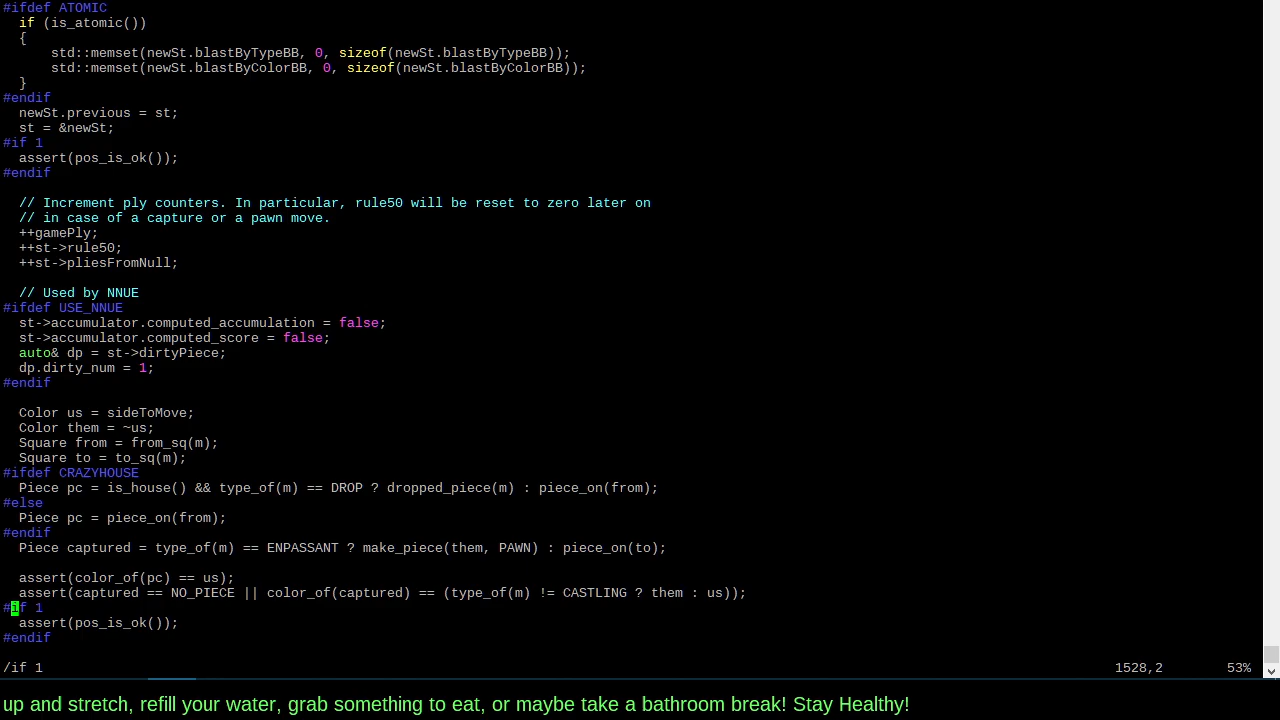 #ifdef ATOMIC
  if (is_atomic())
  {
      std::memset(newSt.blastByTypeBB, 0, sizeof(newSt.blastByTypeBB));
      std::memset(newSt.blastByColorBB, 0, sizeof(newSt.blastByColorBB));
  }
#endif
  newSt.previous = st;
  st = &newSt;
#if 1
  assert(pos_is_ok());
#endif

  // Increment ply counters. In particular, rule50 will be reset to zero later on
  // in case of a capture or a pawn move.
  ++gamePly;
  ++st->rule50;
  ++st->pliesFromNull;

  // Used by NNUE
#ifdef USE_NNUE
  st->accumulator.computed_accumulation = false;
  st->accumulator.computed_score = false;
  auto& dp = st->dirtyPiece;
  dp.dirty_num = 1;
#endif

  Color us = sideToMove;
  Color them = ~us;
  Square from = from_sq(m);
  Square to = to_sq(m);
#ifdef CRAZYHOUSE
  Piece pc = is_house() && type_of(m) == DROP ? dropped_piece(m) : piece_on(from);
#else
  Piece pc = piece_on(from);
#endif
  Piece captured = type_of(m) == ENPASSANT ? make_piece(them, PAWN) : piece_on(to);

  assert(color_of(pc) == us);
  assert(captured == NO_PIECE || color_of(captured) == (type_of(m) != CASTLING ? them : us));
#if 1
  assert(pos_is_ok());
#endif

/if 1 1528,2 53%
up and stretch, refill your water, grab something to eat, or maybe take a bathroom break! Stay Healthy!